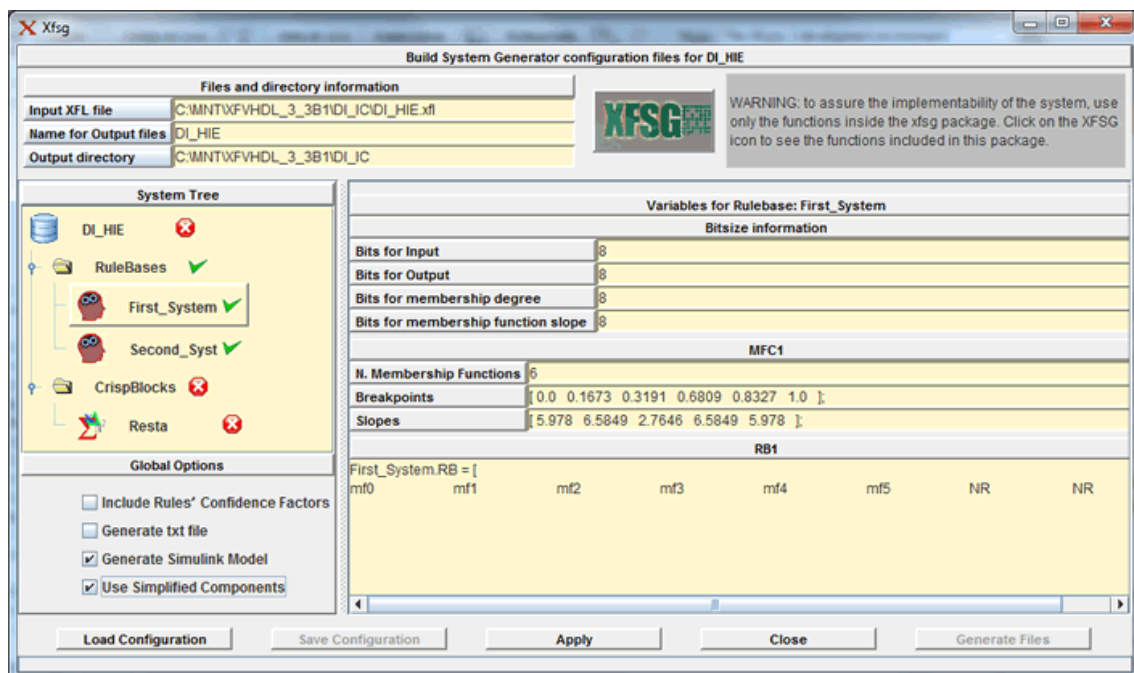 Xfsg
Build System Generator configuration files for DI_HIE
Files and directory information
Input XFL file C:\MNT\XFVHDL_3_3B1\DI_IC\DI_HIE.xfl
Name for Output files DI_HIE
Output directory C:\MNT\XFVHDL_3_3B1\DI_IC
XFSG
WARNING: to assure the implementability of the system, use
only the functions inside the xfsg package. Click on the XFSG
icon to see the functions included in this package.
System Tree
DI_HIE
RuleBases
First_System
Second_Syst
CrispBlocks
Resta
Global Options
Include Rules' Confidence Factors
Generate txt file
Generate Simulink Model
Use Simplified Components
Variables for Rulebase: First_System
Bitsize information
Bits for Input 8
Bits for Output 8
Bits for membership degree 8
Bits for membership function slope 8
MFC1
N. Membership Functions 6
Breakpoints [ 0.0 0.1673 0.3191 0.6809 0.8327 1.0 ];
Slopes [ 5.978 6.5849 2.7646 6.5849 5.978 ];
RB1
First_System.RB = [
mf0 mf1 mf2 mf3 mf4 mf5 NR NR
Load Configuration Save Configuration Apply Close Generate Files